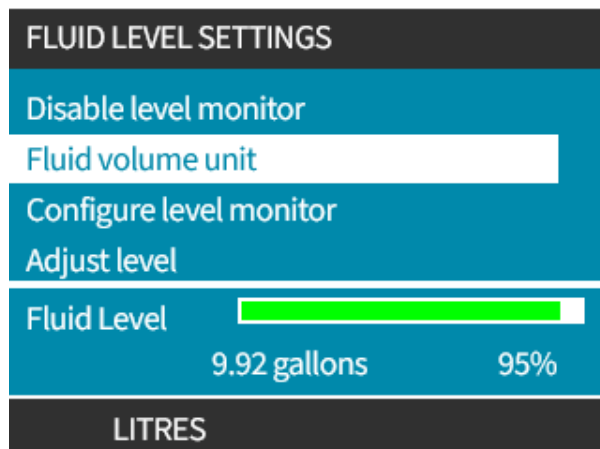 FLUID LEVEL SETTINGS
Disable level monitor
Fluid volume unit
Configure level monitor
Adjust level
Fluid Level
9.92 gallons 95%
LITRES